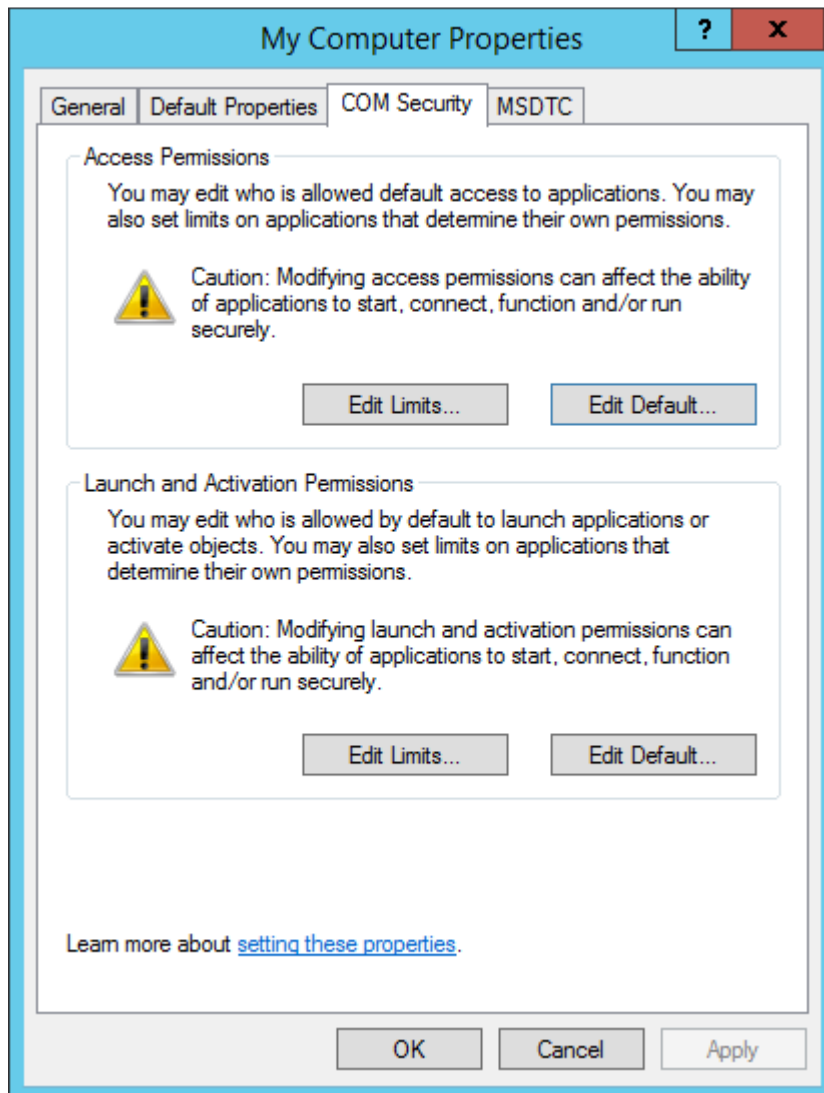 My Computer Properties
?
x
General
Default Properties
COM Security
MSDTC
Access Permissions
You may edit who is allowed default access to applications. You may
also set limits on applications that determine their own permissions.
Caution: Modifying access permissions can affect the ability
of applications to start, connect, function and/or run
securely.
Edit Limits...
Edit Default...
Launch and Activation Permissions
You may edit who is allowed by default to launch applications or
activate objects. You may also set limits on applications that
determine their own permissions.
Caution: Modifying launch and activation permissions can
affect the ability of applications to start, connect, function
and/or run securely.
Edit Limits...
Edit Default...
Learn more about setting these properties.
OK
Cancel
Apply